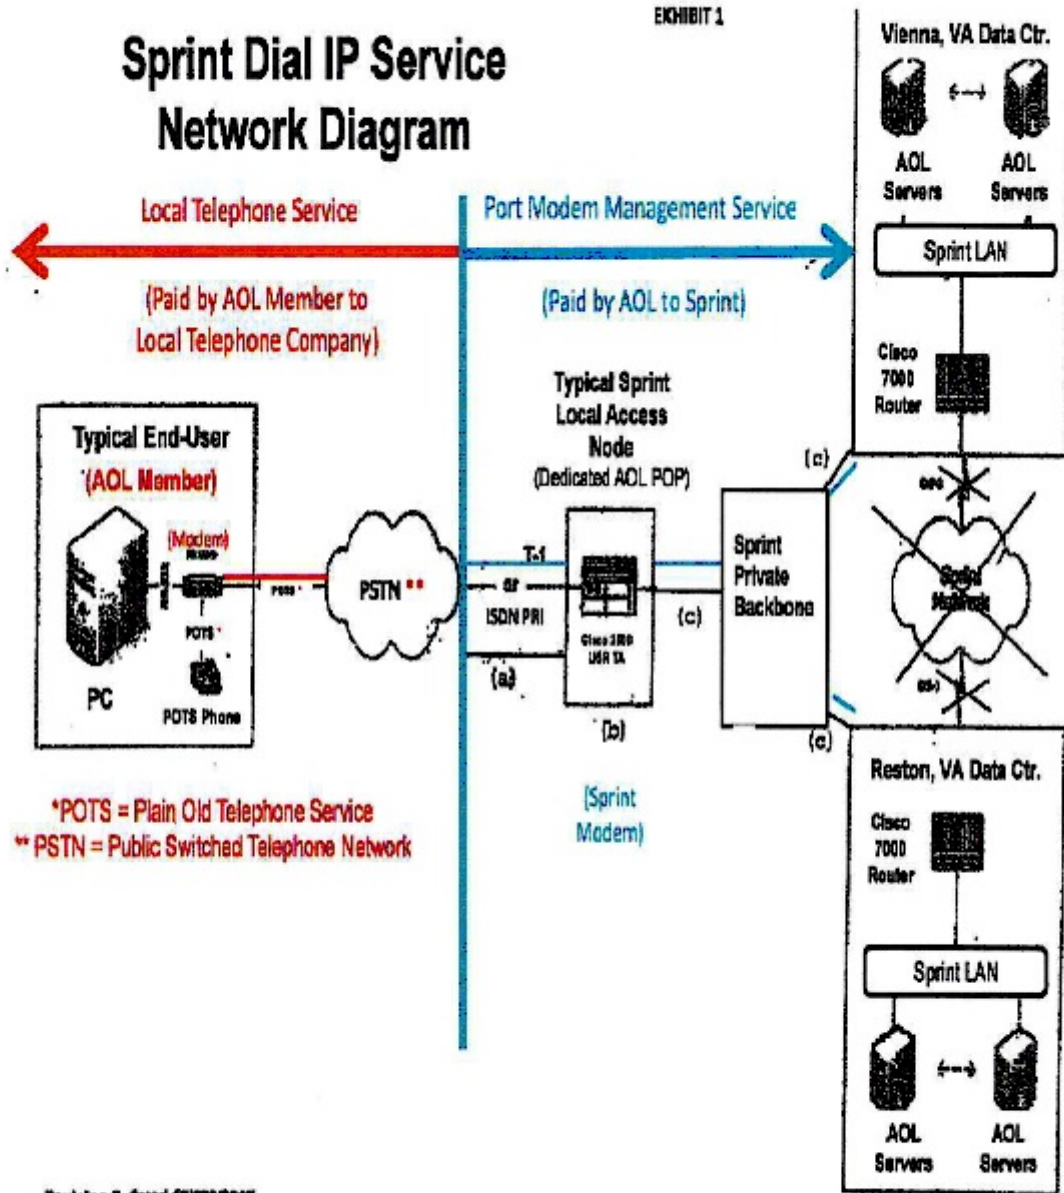 EXHIBIT 1
Sprint Dial IP Service
Network Diagram
Vienna, VA Data Ctr.
AOL
Servers
AOL
Servers
Sprint LAN
Cisco
7000
Router
Local Telephone Service
Port Modem Management Service
(Paid by AOL Member to
Local Telephone Company)
(Paid by AOL to Sprint)
Typical Sprint
Local Access
Node
(Dedicated AOL POP)
Typical End-User
(AOL Member)
(Modem)
POTS *
PC
POTS Phone
POTS
PSTN **
T-1
or
ISDN PRI
(a)
(b)
(c)
(c)
(c)
Sprint
Private
Backbone
Sprint
Network
(Sprint
Modem)
*POTS = Plain Old Telephone Service
** PSTN = Public Switched Telephone Network
Reston, VA Data Ctr.
Cisco
7000
Router
Sprint LAN
AOL
Servers
AOL
Servers